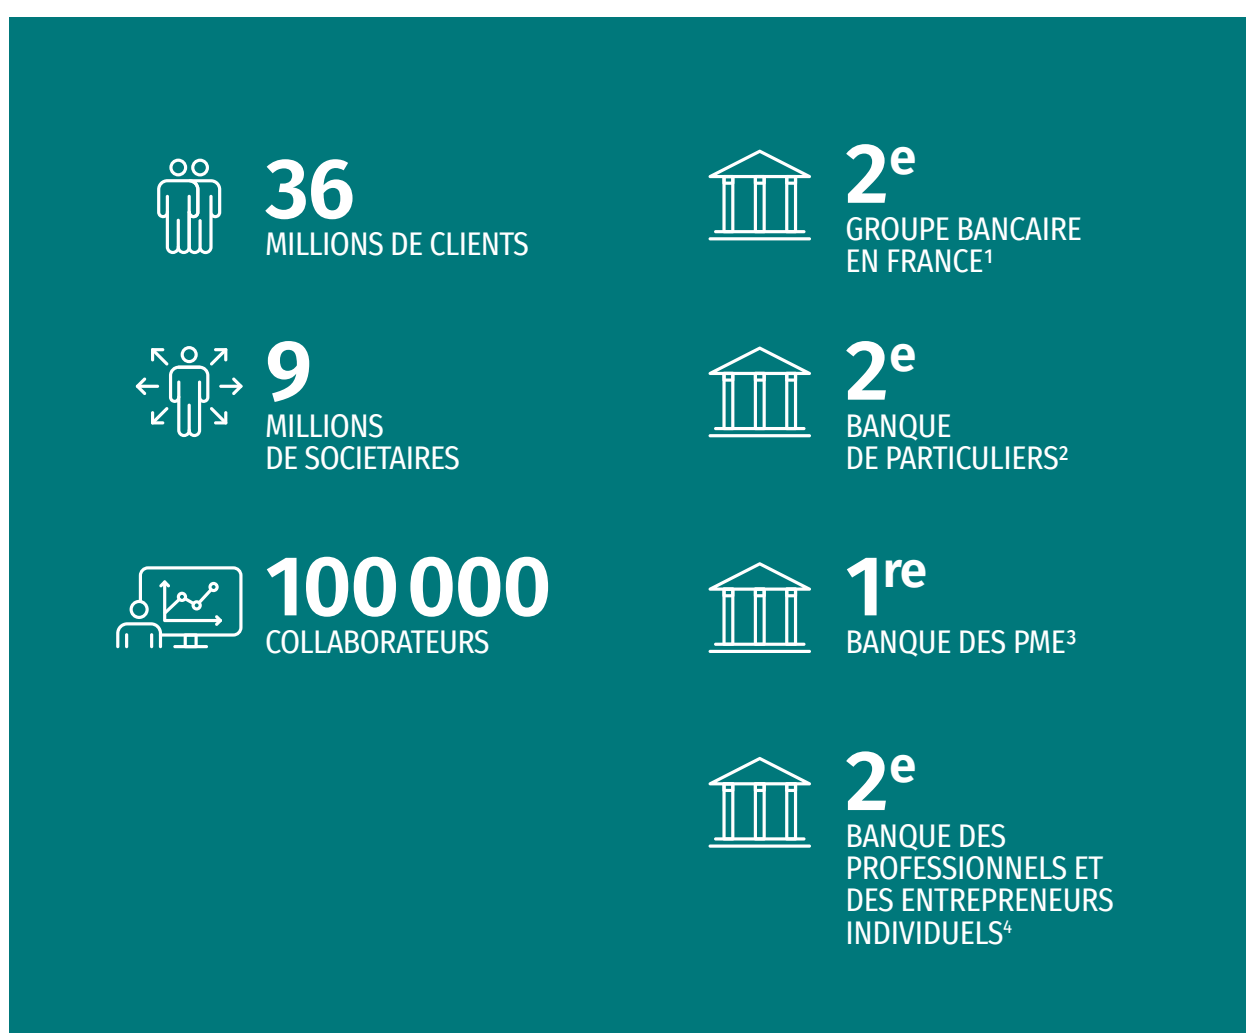 36
MILLIONS DE CLIENTS
9
MILLIONS
DE SOCIETAIRES
100 000
COLLABORATEURS
2e
GROUPE BANCAIRE
EN FRANCE¹
2e
BANQUE
DE PARTICULIERS²
1re
BANQUE DES PME³
2e
BANQUE DES
PROFESSIONNELS ET
DES ENTREPRENEURS
INDIVIDUELS⁴